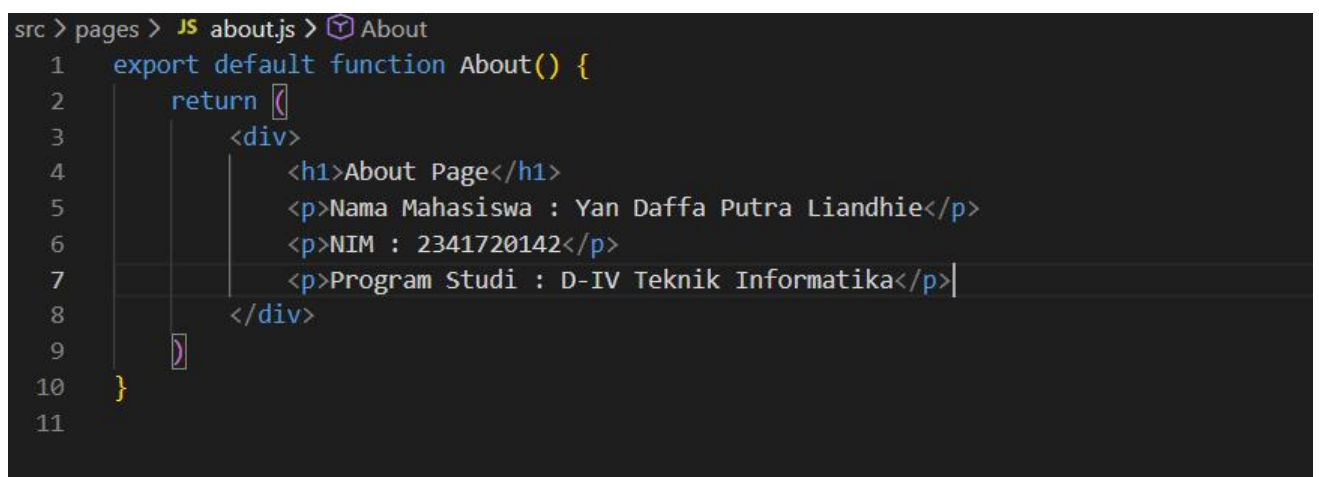 src > pages > JS about.js > About
1 export default function About() {
2 return (
3 <div>
4 <h1>About Page</h1>
5 <p>Nama Mahasiswa : Yan Daffa Putra Liandhie</p>
6 <p>NIM : 2341720142</p>
7 <p>Program Studi : D-IV Teknik Informatika</p>
8 </div>
9 )
10 }
11